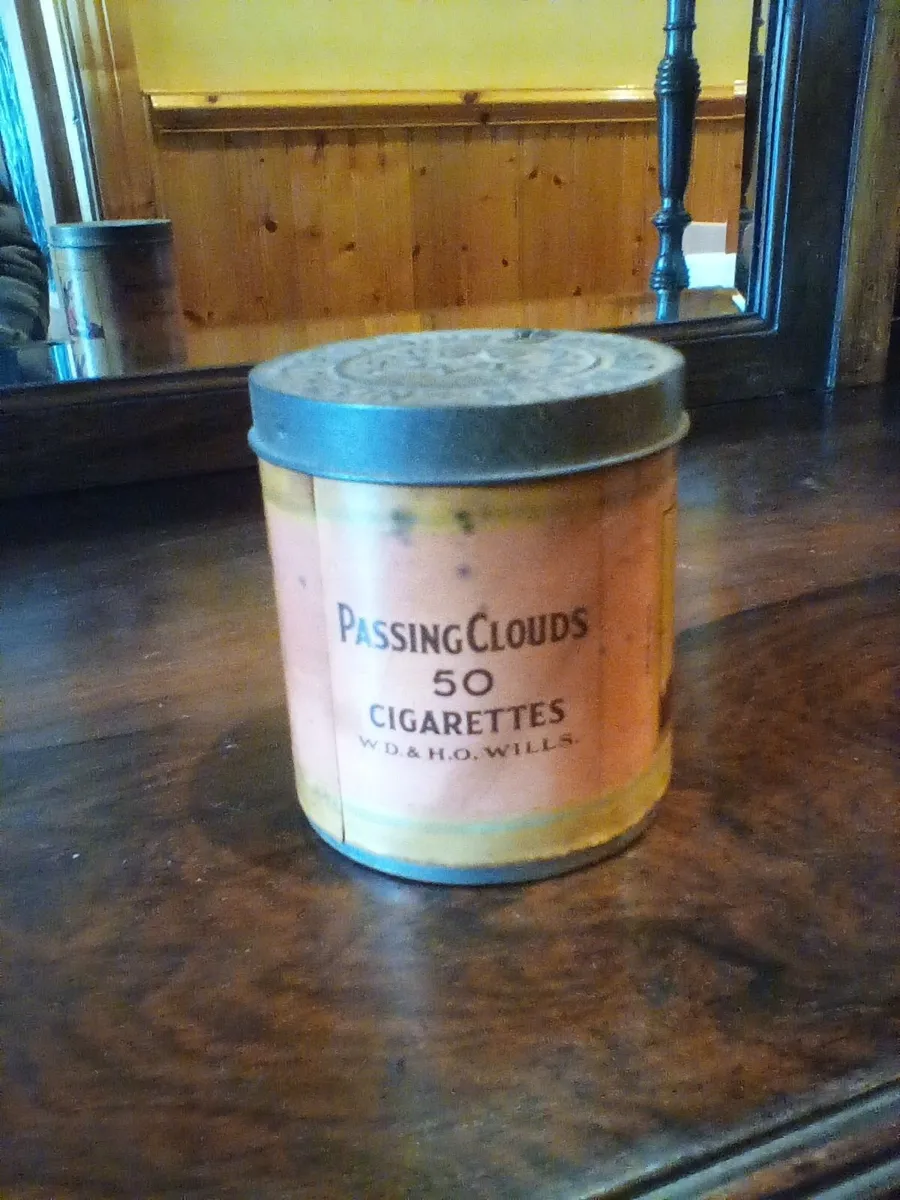 PASSING CLOUDS
50
CIGARETTES
W.D. & H.O. WILLS.